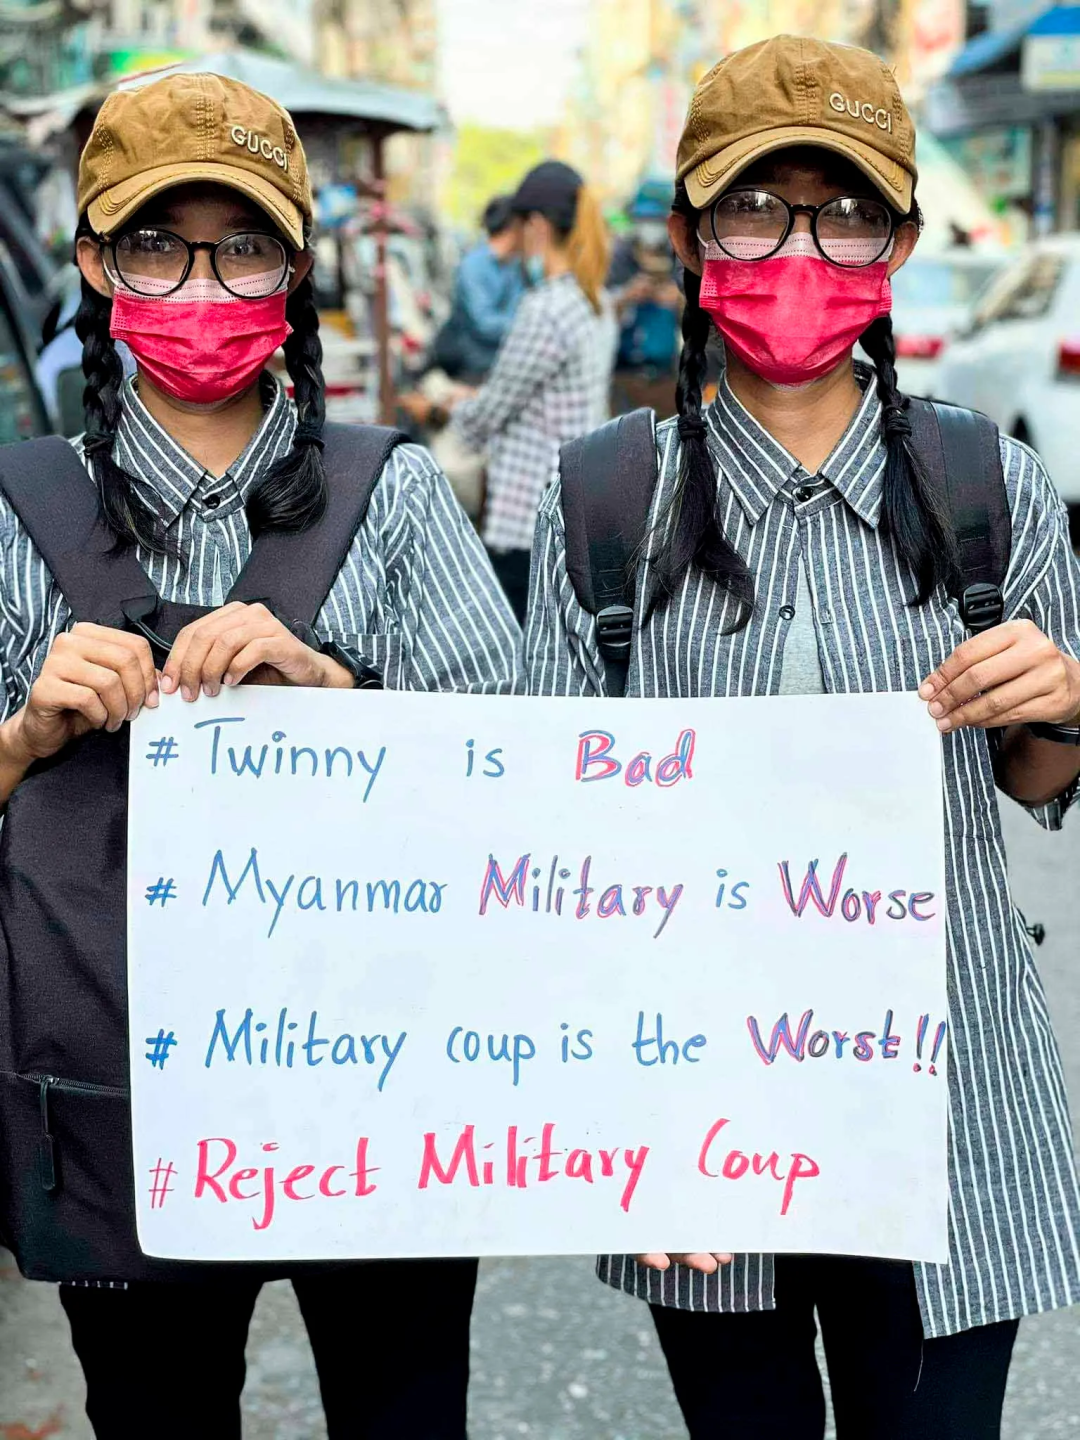 GUCCI
GUCCI
# Twinny is Bad
# Myanmar Military is Worse
# Military coup is the Worst!!
# Reject Military Coup